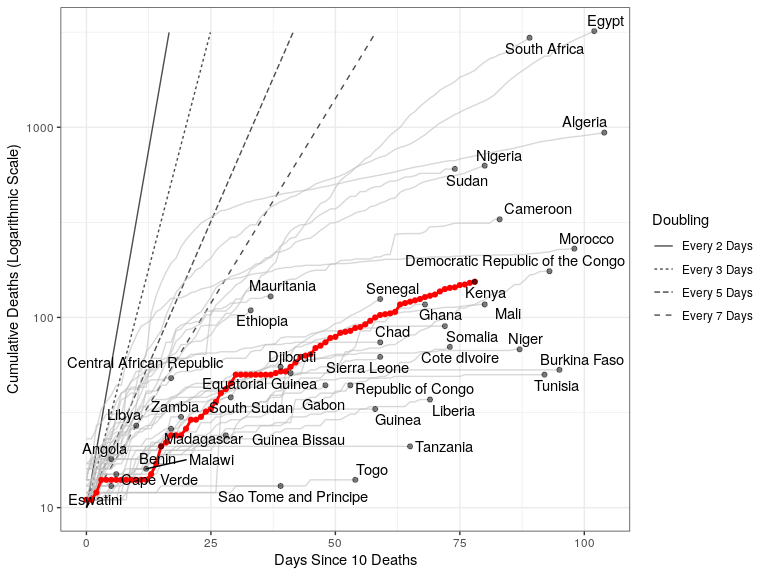 Egypt
South Africa
Algeria
Nigeria
Sudan
Cameroon
Morocco
Democratic Republic of the Congo
Mauritania
Senegal
Kenya
Ghana
Mali
Ethiopia
Chad
Somalia
Niger
Djibouti
Cote dIvoire
Central African Republic
Sierra Leone
Burkina Faso
Equatorial Guinea
Republic of Congo
Tunisia
Zambia
South Sudan
Gabon
Libya
Liberia
Guinea
Madagascar
Guinea Bissau
Angola
Tanzania
Benin
Malawi
Cape Verde
Togo
Eswatini
Sao Tome and Principe
1000
100
10
0
25
50
75
100
Days Since 10 Deaths
Cumulative Deaths (Logarithmic Scale)
Doubling
Every 2 Days
Every 3 Days
Every 5 Days
Every 7 Days